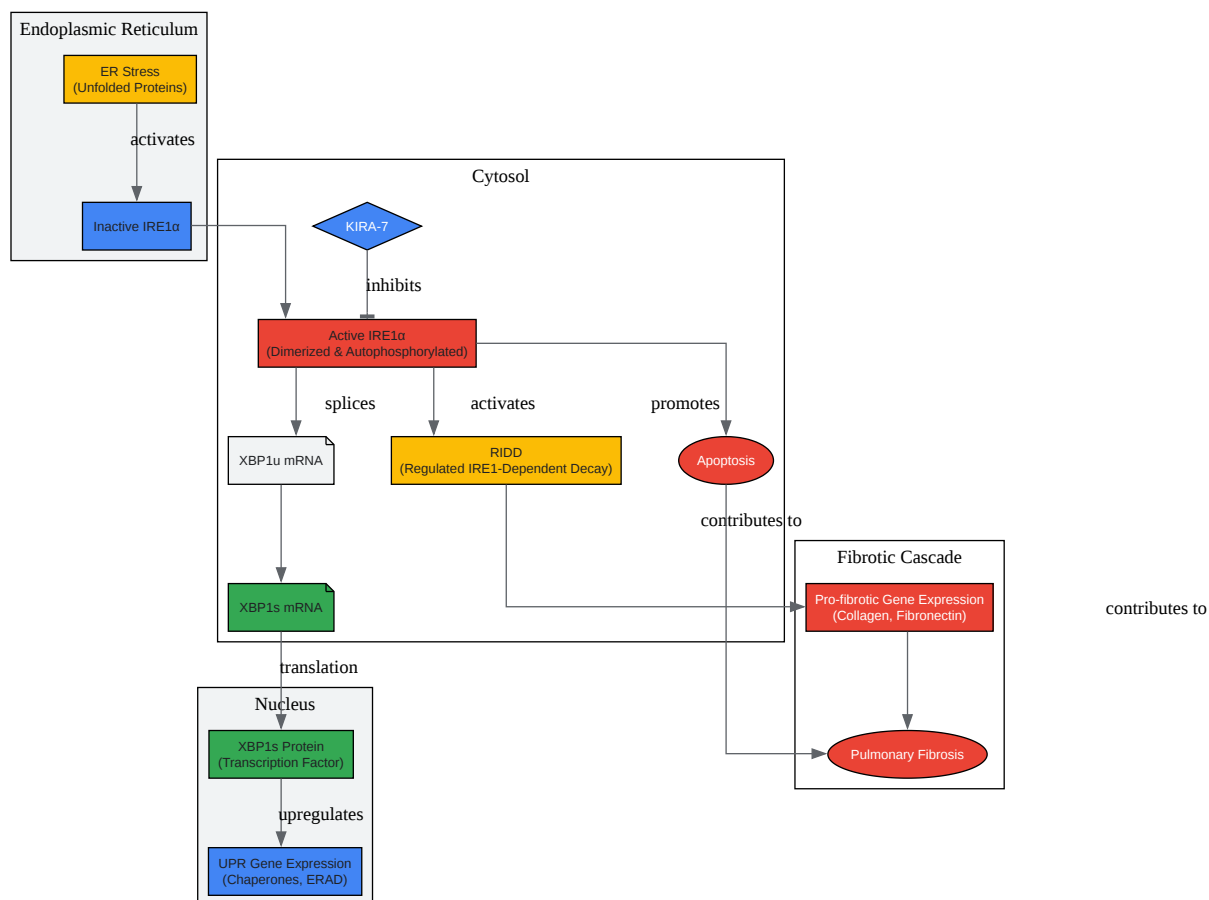 Endoplasmic Reticulum
ER Stress
(Unfolded Proteins)
activates
Inactive IRE1α
Cytosol
KIRA-7
inhibits
Active IRE1α
(Dimerized & Autophosphorylated)
splices
activates
promotes
XBP1u mRNA
RIDD
(Regulated IRE1-Dependent Decay)
Apoptosis
contributes to
Fibrotic Cascade
XBP1s mRNA
Pro-fibrotic Gene Expression
(Collagen, Fibronectin)
contributes to
translation
Nucleus
XBP1s Protein
(Transcription Factor)
Pulmonary Fibrosis
upregulates
UPR Gene Expression
(Chaperones, ERAD)